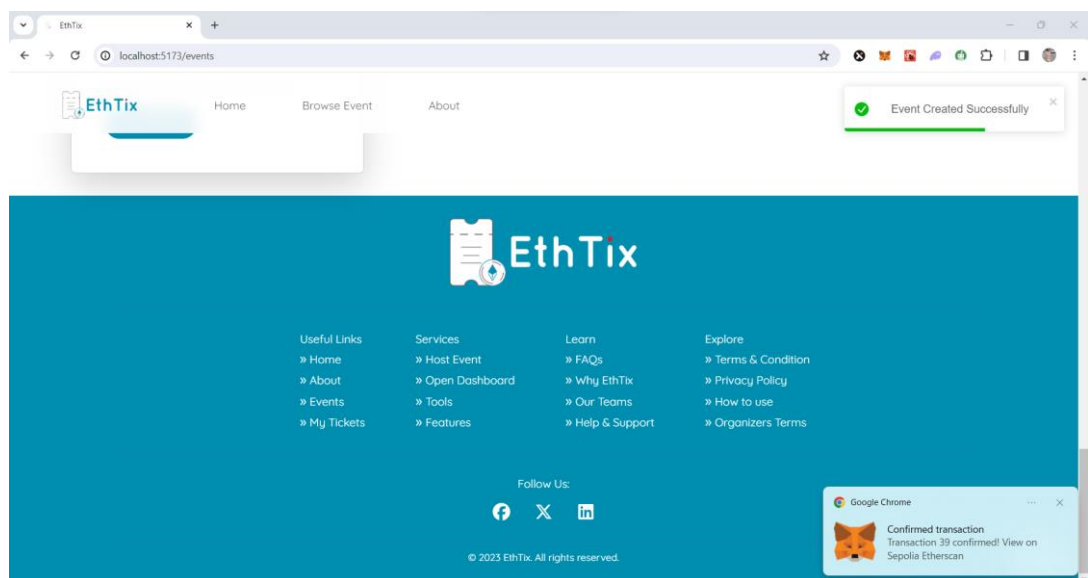 EthTix
localhost:5173/events
EthTix
Home
Browse Event
About
Event Created Successfully
EthTix
Useful Links
» Home
» About
» Events
» My Tickets
Services
» Host Event
» Open Dashboard
» Tools
» Features
Learn
» FAQs
» Why EthTix
» Our Teams
» Help & Support
Explore
» Terms & Condition
» Privacy Policy
» How to use
» Organizers Terms
Follow Us:
© 2023 EthTix. All rights reserved.
Google Chrome
Confirmed transaction
Transaction 39 confirmed! View on
Sepolia Etherscan